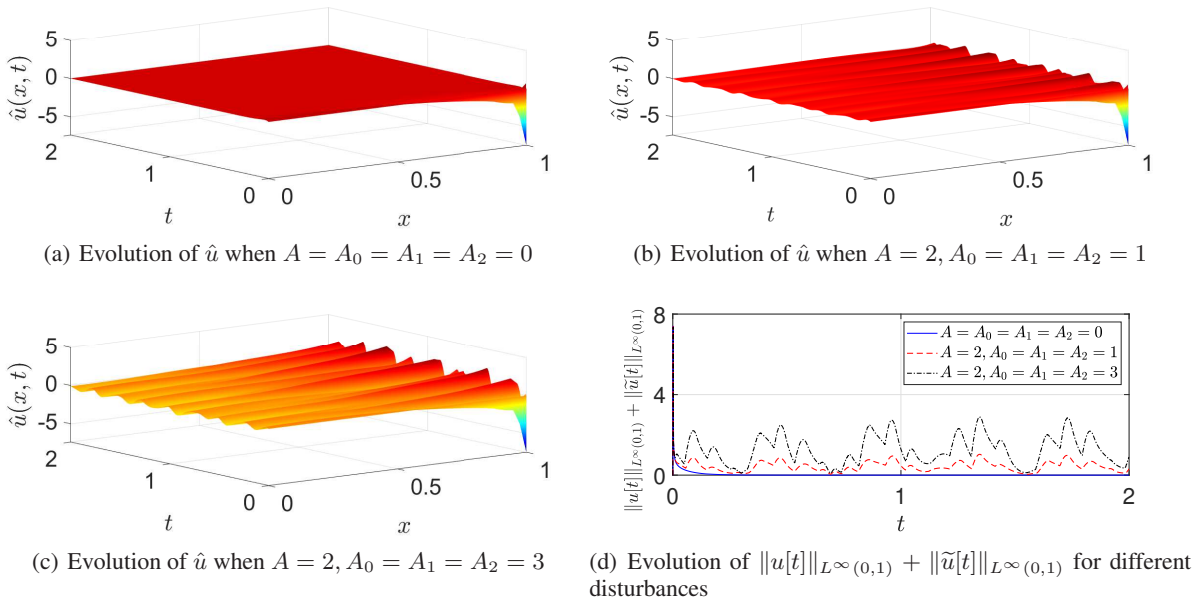 5
0
-5
û(x, t)
2
1
0
t
0
0.5
1
x
(a) Evolution of û when A = A₀ = A₁ = A₂ = 0
5
0
-5
û(x, t)
2
1
0
t
0
0.5
1
x
(b) Evolution of û when A = 2, A₀ = A₁ = A₂ = 1
5
0
-5
û(x, t)
2
1
0
t
0
0.5
1
x
(c) Evolution of û when A = 2, A₀ = A₁ = A₂ = 3
8
4
0
‖u[t]‖L∞(0,1) + ‖ũ[t]‖L∞(0,1)
A = A₀ = A₁ = A₂ = 0
A = 2, A₀ = A₁ = A₂ = 1
A = 2, A₀ = A₁ = A₂ = 3
0
1
2
t
(d) Evolution of ‖u[t]‖L∞(0,1) + ‖ũ[t]‖L∞(0,1) for different
disturbances